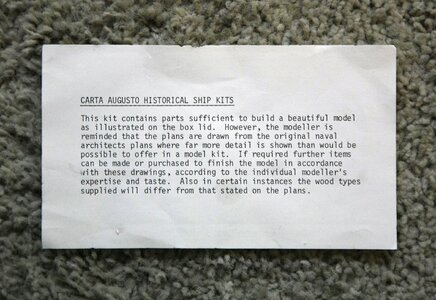 CARTA AUGUSTO HISTORICAL SHIP KITS
This kit contains parts sufficient to build a beautiful model
as illustrated on the box lid. However, the modeller is
reminded that the plans are drawn from the original naval
architects plans where far more detail is shown than would be
possible to offer in a model kit. If required further items
can be made or purchased to finish the model in accordance
with these drawings, according to the individual modeller's
expertise and taste. Also in certain instances the wood types
supplied will differ from that stated on the plans.